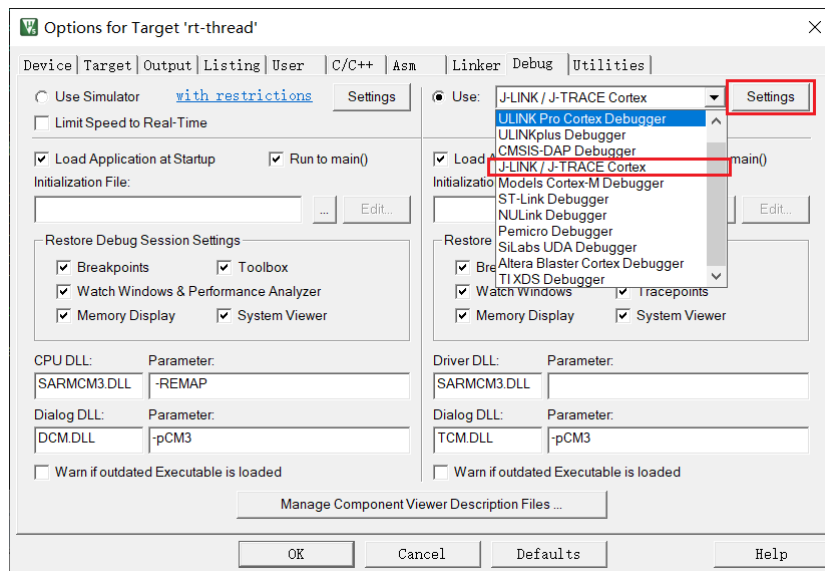 Options for Target 'rt-thread'
Device Target Output Listing User C/C++ Asm Linker Debug Utilities
Use Simulator with restrictions Settings
Limit Speed to Real-Time
Load Application at Startup Run to main()
Initialization File:
... Edit...
Restore Debug Session Settings
Breakpoints Toolbox
Watch Windows & Performance Analyzer
Memory Display System Viewer
CPU DLL: Parameter:
SARMCM3.DLL -REMAP
Dialog DLL: Parameter:
DCM.DLL -pCM3
Warn if outdated Executable is loaded
Use: J-LINK / J-TRACE Cortex Settings
ULINK Pro Cortex Debugger
ULINKplus Debugger
CMSIS-DAP Debugger
J-LINK / J-TRACE Cortex
Models Cortex-M Debugger
ST-Link Debugger
NULink Debugger
Pemicro Debugger
SiLabs UDA Debugger
Altera Blaster Cortex Debugger
TI XDS Debugger
Load main()
Edit...
Restore
Watch Windows Tracepoints
Memory Display System Viewer
Driver DLL: Parameter:
SARMCM3.DLL
Dialog DLL: Parameter:
TCM.DLL -pCM3
Warn if outdated Executable is loaded
Manage Component Viewer Description Files ...
OK Cancel Defaults Help